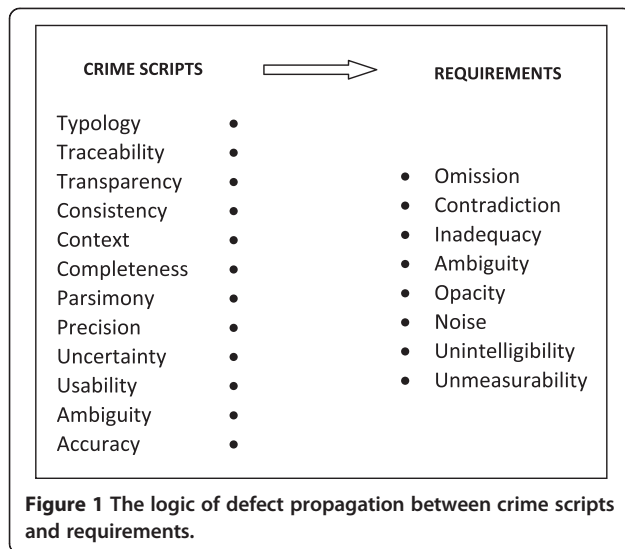 CRIME SCRIPTS
REQUIREMENTS
Typology •
Traceability •
Transparency •
Consistency •
Context •
Completeness •
Parsimony •
Precision •
Uncertainty •
Usability •
Ambiguity •
Accuracy •
• Omission
• Contradiction
• Inadequacy
• Ambiguity
• Opacity
• Noise
• Unintelligibility
• Unmeasurability
Figure 1 The logic of defect propagation between crime scripts
and requirements.